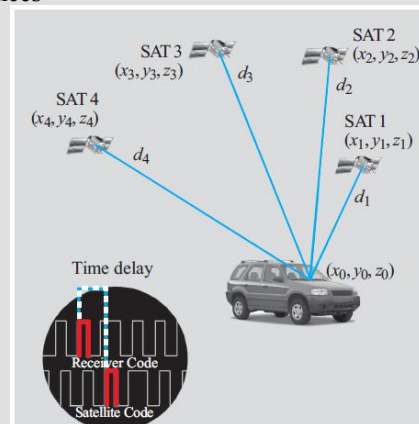 SAT 3
(x3, y3, z3)
SAT 2
(x2, y2, z2)
SAT 4
(x4, y4, z4)
SAT 1
(x1, y1, z1)
d3
d2
d4
d1
(x0, y0, z0)
Time delay
Receiver Code
Satellite Code